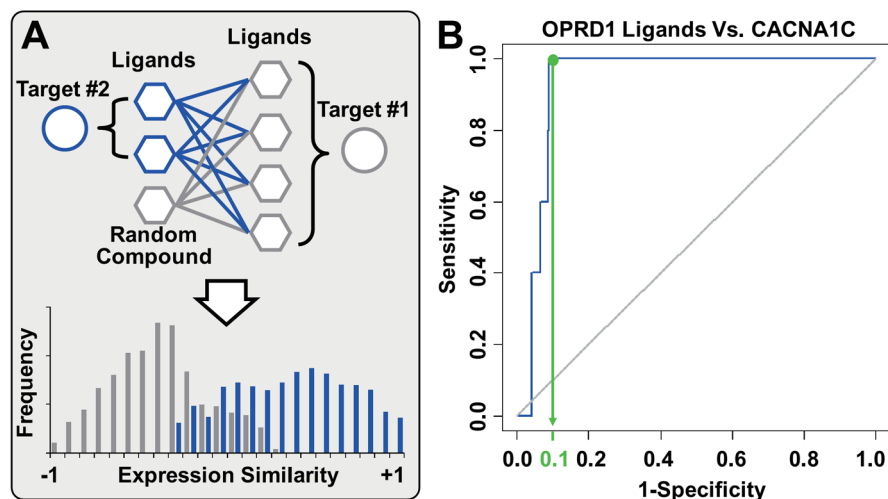 A
Ligands
Ligands
Target #2
Target #1
Random
Compound
Frequency
-1
Expression Similarity
+1
B
OPRD1 Ligands Vs. CACNA1C
Sensitivity
1.0
0.8
0.6
0.4
0.2
0.0
0.0 0.1 0.2 0.4 0.6 0.8 1.0
1-Specificity